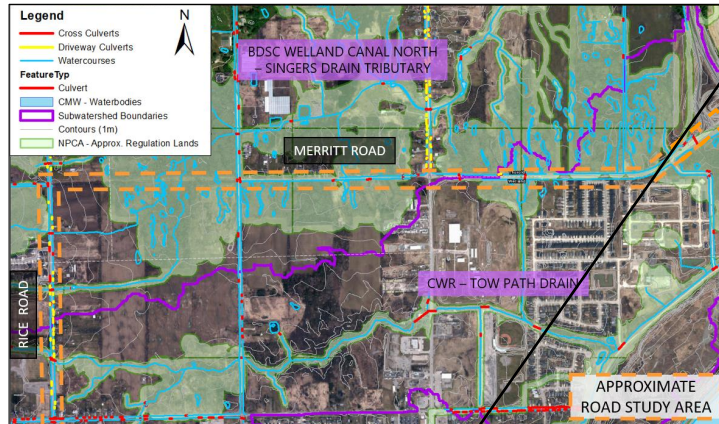 Legend
Cross Culverts
Driveway Culverts
Watercourses
FeatureTyp
Culvert
CMW - Waterbodies
Subwatershed Boundaries
Contours (1m)
NPCA - Approx. Regulation Lands
N
BDSC WELLAND CANAL NORTH
– SINGERS DRAIN TRIBUTARY
MERRITT ROAD
CWR – TOW PATH DRAIN
RICE ROAD
APPROXIMATE
ROAD STUDY AREA